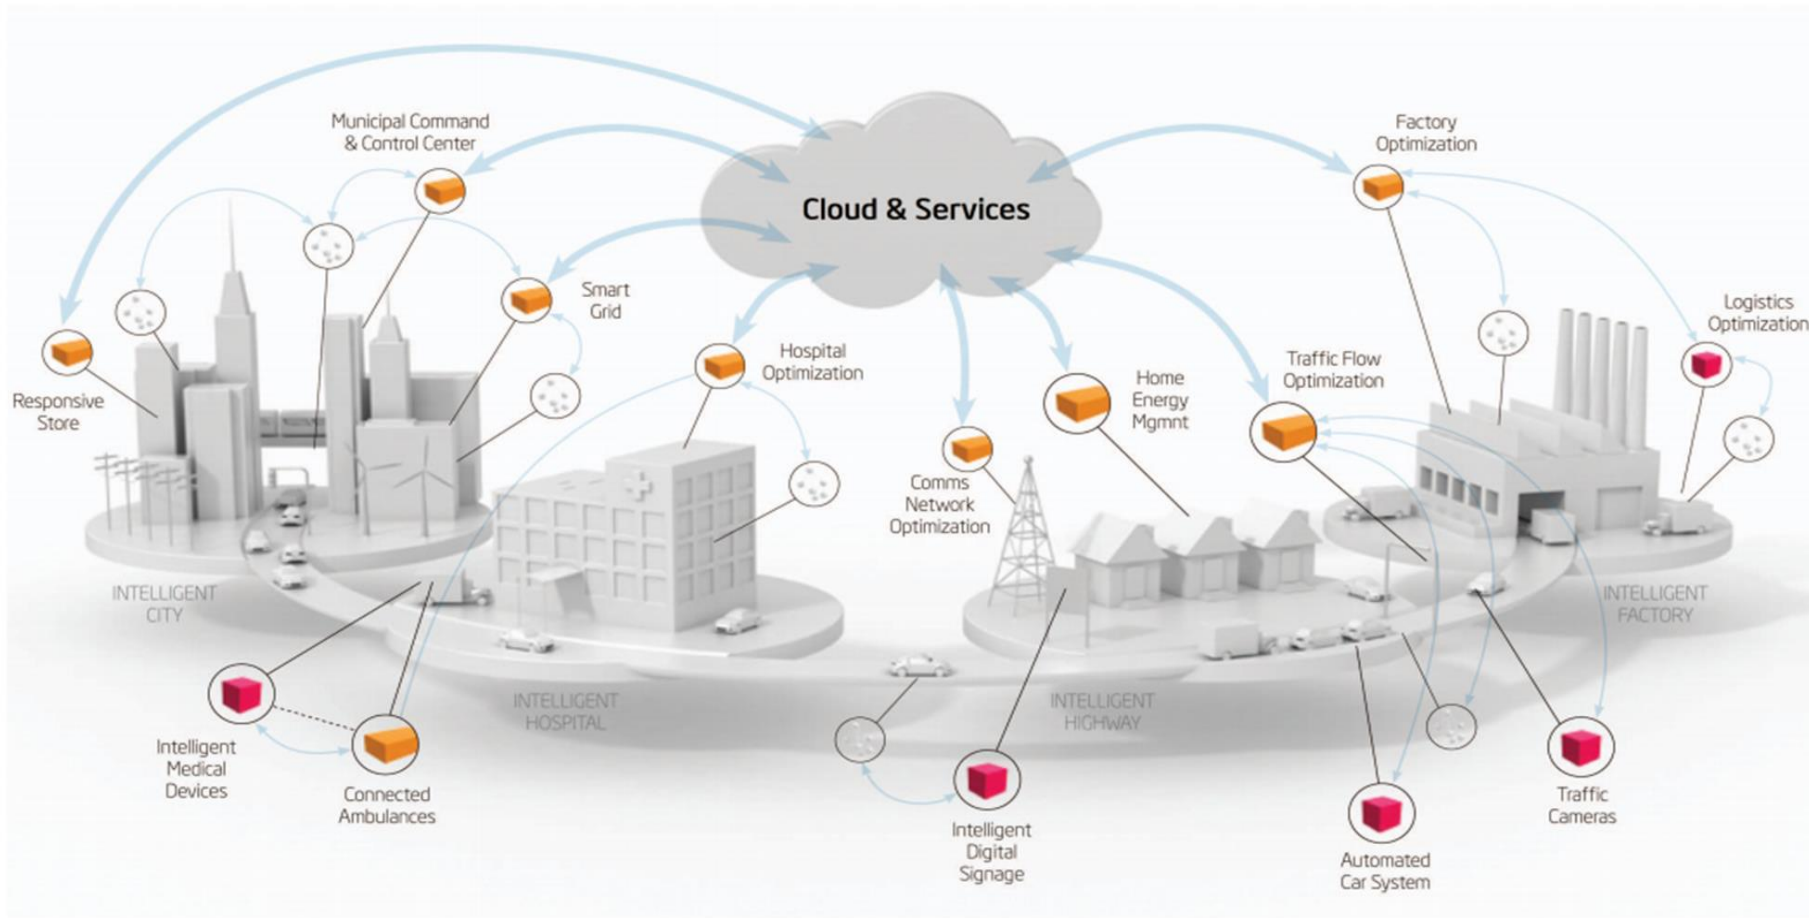 Municipal Command
& Control Center
Cloud & Services
Factory
Optimization
Smart
Grid
Logistics
Optimization
Hospital
Optimization
Traffic Flow
Optimization
Home
Energy
Mgmnt
Responsive
Store
Comms
Network
Optimization
INTELLIGENT
CITY
INTELLIGENT
FACTORY
INTELLIGENT
HOSPITAL
INTELLIGENT
HIGHWAY
Intelligent
Medical
Devices
Connected
Ambulances
Intelligent
Digital
Signage
Automated
Car System
Traffic
Cameras